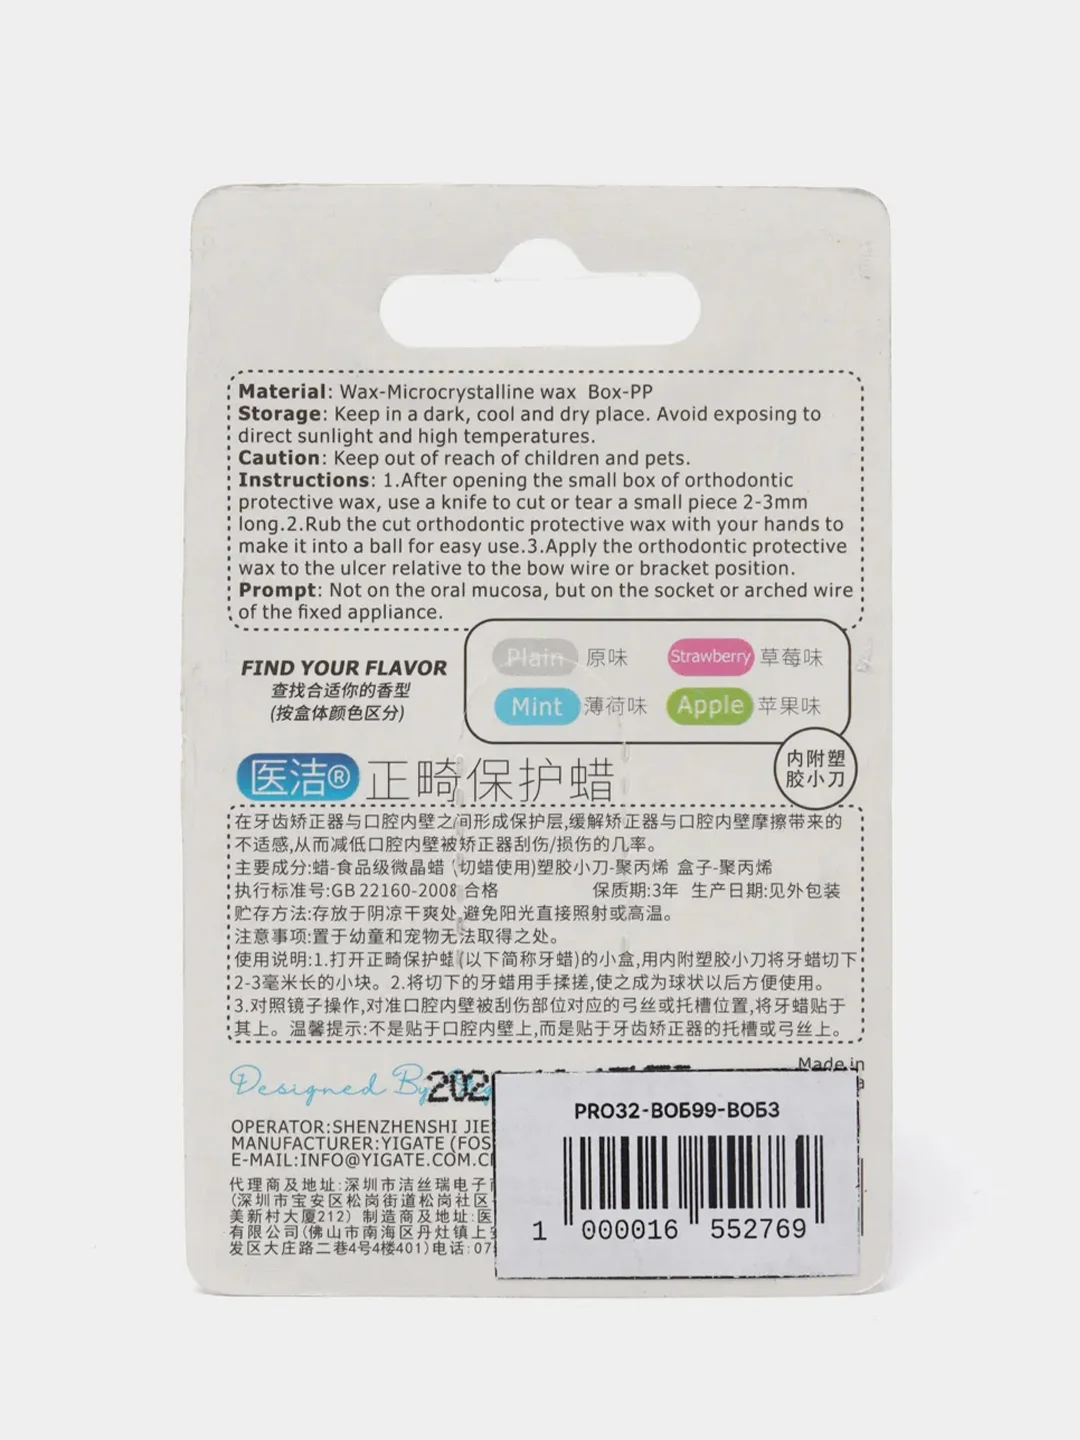 Material: Wax-Microcrystalline wax Box-PP
Storage: Keep in a dark, cool and dry place. Avoid exposing to
direct sunlight and high temperatures.
Caution: Keep out of reach of children and pets.
Instructions: 1.After opening the small box of orthodontic
protective wax, use a knife to cut or tear a small piece 2-3mm
long.2.Rub the cut orthodontic protective wax with your hands to
make it into a ball for easy use.3.Apply the orthodontic protective
wax to the ulcer relative to the bow wire or bracket position.
Prompt: Not on the oral mucosa, but on the socket or arched wire
of the fixed appliance.
FIND YOUR FLAVOR
查找合适你的香型
(按盒体颜色区分)
Plain 原味 Strawberry 草莓味
Mint 薄荷味 Apple 苹果味
内附塑
胶小刀
医洁® 正畸保护蜡
在牙齿矫正器与口腔内壁之间形成保护层,缓解矫正器与口腔内壁摩擦带来的
不适感,从而减低口腔内壁被矫正器刮伤/损伤的几率。
主要成分:蜡-食品级微晶蜡 (切蜡使用)塑胶小刀-聚丙烯 盒子-聚丙烯
执行标准号:GB 22160-2008 合格 保质期:3年 生产日期:见外包装
贮存方法:存放于阴凉干爽处,避免阳光直接照射或高温。
注意事项:置于幼童和宠物无法取得之处。
使用说明:1.打开正畸保护蜡(以下简称牙蜡)的小盒,用内附塑胶小刀将牙蜡切下
2-3毫米长的小块。2.将切下的牙蜡用手揉搓,使之成为球状以后方便使用。
3.对照镜子操作,对准口腔内壁被刮伤部位对应的弓丝或托槽位置,将牙蜡贴于
其上。温馨提示:不是贴于口腔内壁上,而是贴于牙齿矫正器的托槽或弓丝上。
Designed By
Made in
OPERATOR:SHENZHENSHI JIE
MANUFACTURER:YIGATE (FOS
E-MAIL:INFO@YIGATE.COM.C
代理商及地址:深圳市洁丝瑞电子
(深圳市宝安区松岗街道松岗社区
美新村大厦212) 制造商及地址:医
有限公司(佛山市南海区丹灶镇上
发区大庄路二巷4号4楼401)电话:07
PRO32-BOБ99-BOБ3
1 000016 552769